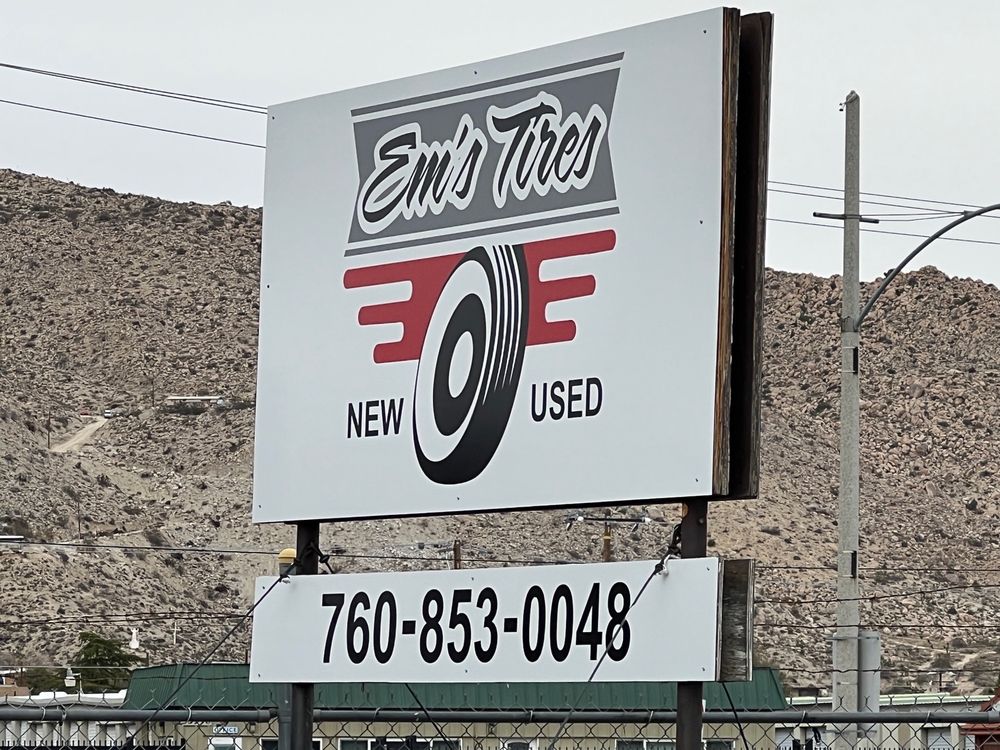 Em's Tires
NEW USED
760-853-0048